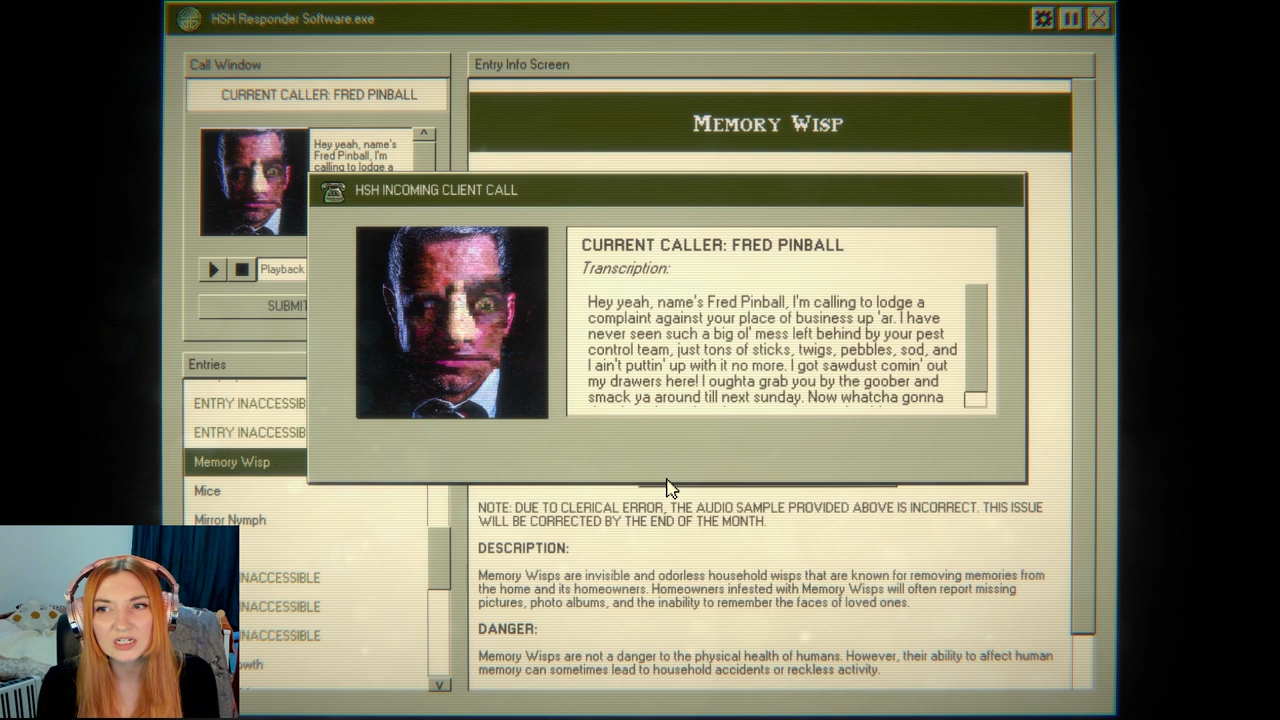 HSH Responder Software.exe
Call Window
Entry Info Screen
CURRENT CALLER: FRED PINBALL
MEMORY WISP
Hey yeah, name's
Fred Pinball, I'm
calling to lodge a
HSH INCOMING CLIENT CALL
CURRENT CALLER: FRED PINBALL
Transcription:
Hey yeah, name's Fred Pinball, I'm calling to lodge a
complaint against your place of business up 'ar. I have
never seen such a big ol' mess left behind by your pest
control team, just tons of sticks, twigs, pebbles, sod, and
I ain't puttin' up with it no more. I got sawdust comin' out
my drawers here! I oughta grab you by the goober and
smack ya around till next sunday. Now whatcha gonna
Playback
SUBMIT
Entries
ENTRY INACCESSIB
ENTRY INACCESSIB
Memory Wisp
Mice
Mirror Nymph
INACCESSIBLE
INACCESSIBLE
INACCESSIBLE
owth
NOTE: DUE TO CLERICAL ERROR, THE AUDIO SAMPLE PROVIDED ABOVE IS INCORRECT. THIS ISSUE
WILL BE CORRECTED BY THE END OF THE MONTH.
DESCRIPTION:
Memory Wisps are invisible and odorless household wisps that are known for removing memories from
the home and its homeowners. Homeowners infested with Memory Wisps will often report missing
pictures, photo albums, and the inability to remember the faces of loved ones.
DANGER:
Memory Wisps are not a danger to the physical health of humans. However, their ability to affect human
memory can sometimes lead to household accidents or reckless activity.